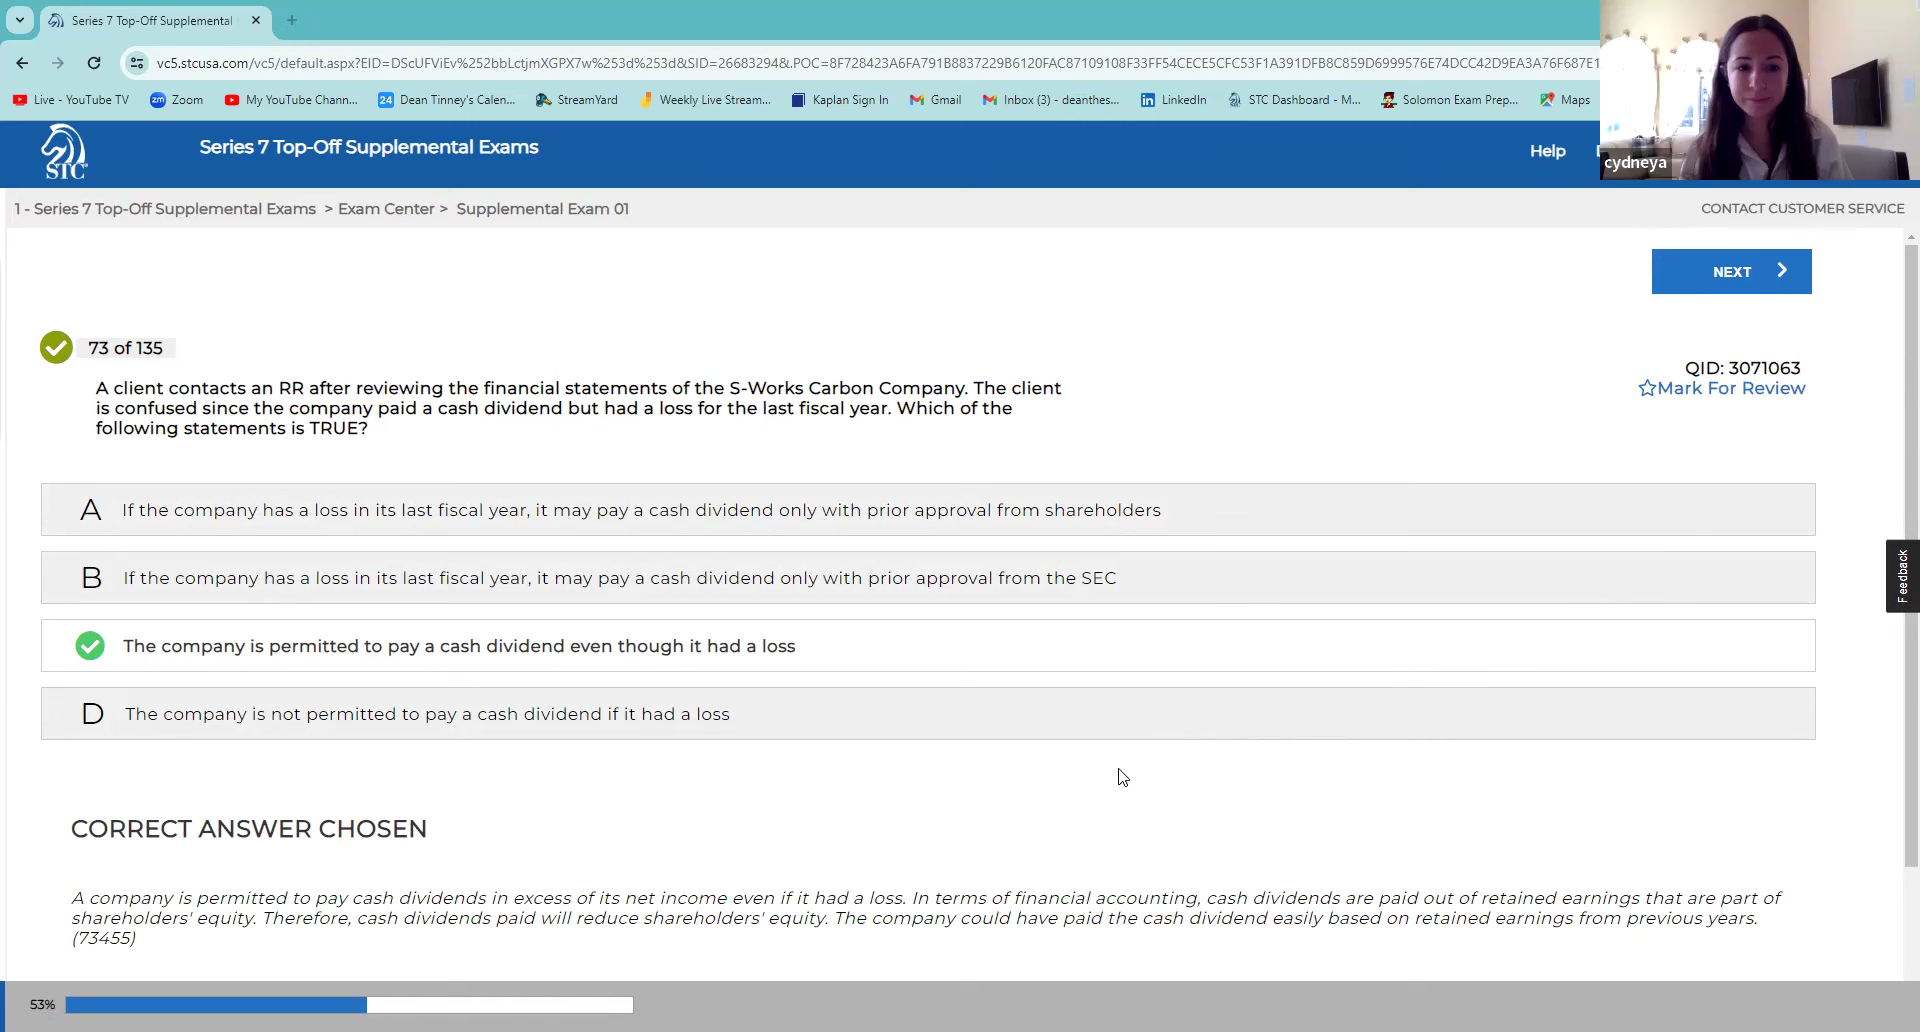 Series 7 Top-Off Supplemental
vc5.stcusa.com/vc5/default.aspx?EID=DScUFViEv%252bbLctjmXGPX7w%253d%253d&SID=26683294&.POC=8F728423A6FA791B8837229B6120FAC87109108F33FF54CECE5CFC53F1A391DFB8C859D6999576E74DCC42D9EA3A76F687E1
Live - YouTube TV zm Zoom My YouTube Chann... 24 Dean Tinney's Calen... StreamYard Weekly Live Stream... Kaplan Sign In Gmail Inbox (3) - deanthes... LinkedIn STC Dashboard - M... Solomon Exam Prep... Maps
STC
Series 7 Top-Off Supplemental Exams
Help
cydneya
1 - Series 7 Top-Off Supplemental Exams > Exam Center > Supplemental Exam 01
CONTACT CUSTOMER SERVICE
NEXT
73 of 135
QID: 3071063
Mark For Review
A client contacts an RR after reviewing the financial statements of the S-Works Carbon Company. The client
is confused since the company paid a cash dividend but had a loss for the last fiscal year. Which of the
following statements is TRUE?
A If the company has a loss in its last fiscal year, it may pay a cash dividend only with prior approval from shareholders
B If the company has a loss in its last fiscal year, it may pay a cash dividend only with prior approval from the SEC
The company is permitted to pay a cash dividend even though it had a loss
D The company is not permitted to pay a cash dividend if it had a loss
Feedback
CORRECT ANSWER CHOSEN
A company is permitted to pay cash dividends in excess of its net income even if it had a loss. In terms of financial accounting, cash dividends are paid out of retained earnings that are part of
shareholders' equity. Therefore, cash dividends paid will reduce shareholders' equity. The company could have paid the cash dividend easily based on retained earnings from previous years.
(73455)
53%